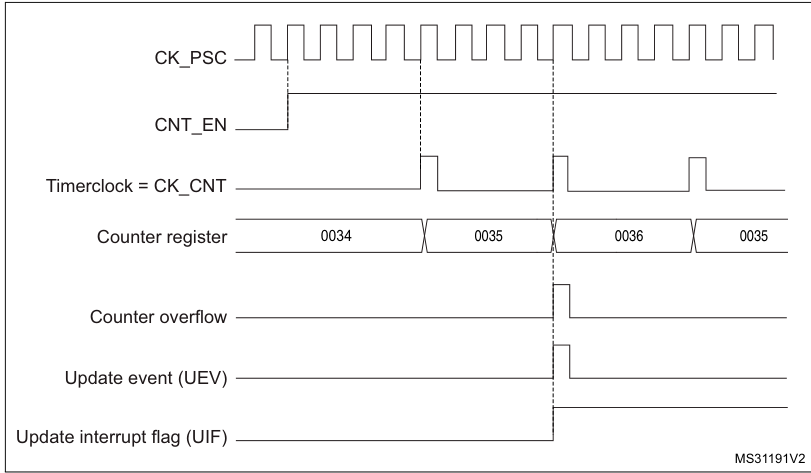 CK_PSC
CNT_EN
Timerclock = CK_CNT
Counter register 0034 0035 0036 0035
Counter overflow
Update event (UEV)
Update interrupt flag (UIF)
MS31191V2